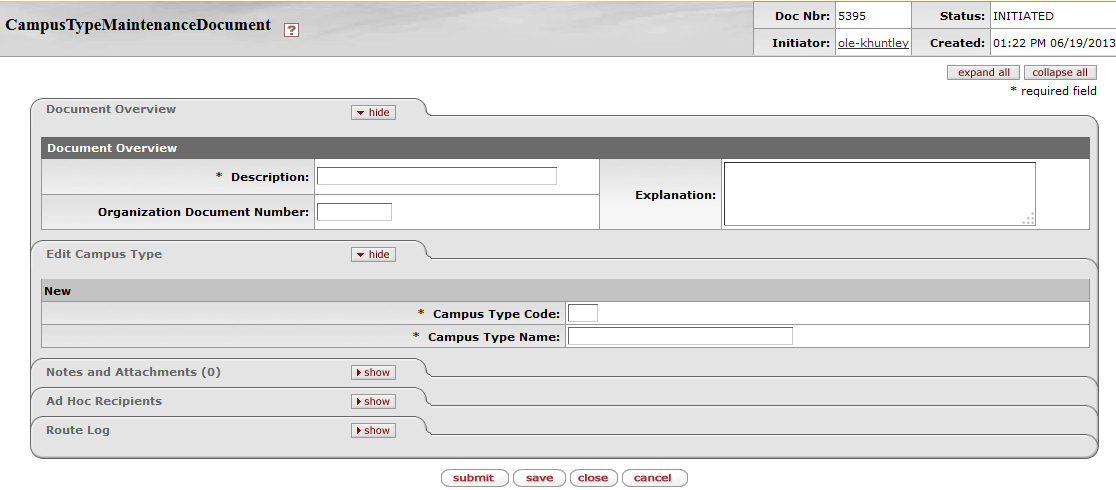 CampusTypeMaintenanceDocument ?
Doc Nbr: 5395 Status: INITIATED
Initiator: ole-khuntley Created: 01:22 PM 06/19/2013
expand all collapse all
* required field
Document Overview hide
Document Overview
* Description: Explanation:
Organization Document Number:
Edit Campus Type hide
New
* Campus Type Code:
* Campus Type Name:
Notes and Attachments (0) show
Ad Hoc Recipients show
Route Log show
submit save close cancel